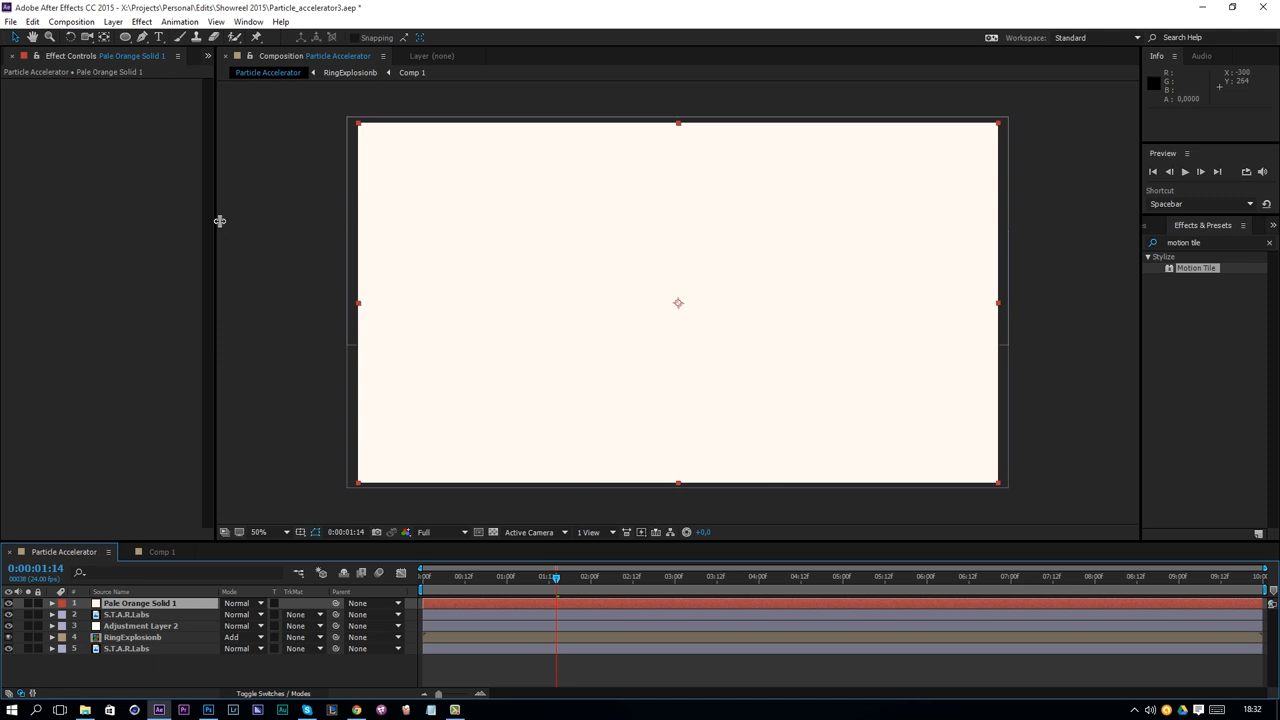 Adobe After Effects CC 2015 - X:\Projects\Personal\Edits\Showreel 2015\Particle_accelerator3.aep *
File Edit Composition Layer Effect Animation View Window Help
Snapping
Workspace: Standard
Search Help
Effect Controls Pale Orange Solid 1
Composition Particle Accelerator
Layer (none)
Info Audio
Particle Accelerator • Pale Orange Solid 1
Particle Accelerator RingExplosionb Comp 1
R : X: -300
G : Y: 264
B :
A : 0,0000
Preview
Shortcut
Spacebar
Effects & Presets
motion tile
Stylize
Motion Tile
50% 0:00:01:14 Full Active Camera 1 View +0,0
Particle Accelerator Comp 1
0:00:01:14
00038 (24.00 fps)
00f 00:12f 01:00f 02:00f 02:12f 03:00f 03:12f 04:00f 04:12f 05:00f 05:12f 06:00f 06:12f 07:00f 07:12f 08:00f 08:12f 09:00f 09:12f
# Source Name Mode T TrkMat Parent
1 Pale Orange Solid 1 Normal None
2 S.T.A.R.Labs Normal None None
3 Adjustment Layer 2 Normal None None
4 RingExplosionb Add None None
5 S.T.A.R.Labs Normal None None
Toggle Switches / Modes
18:32